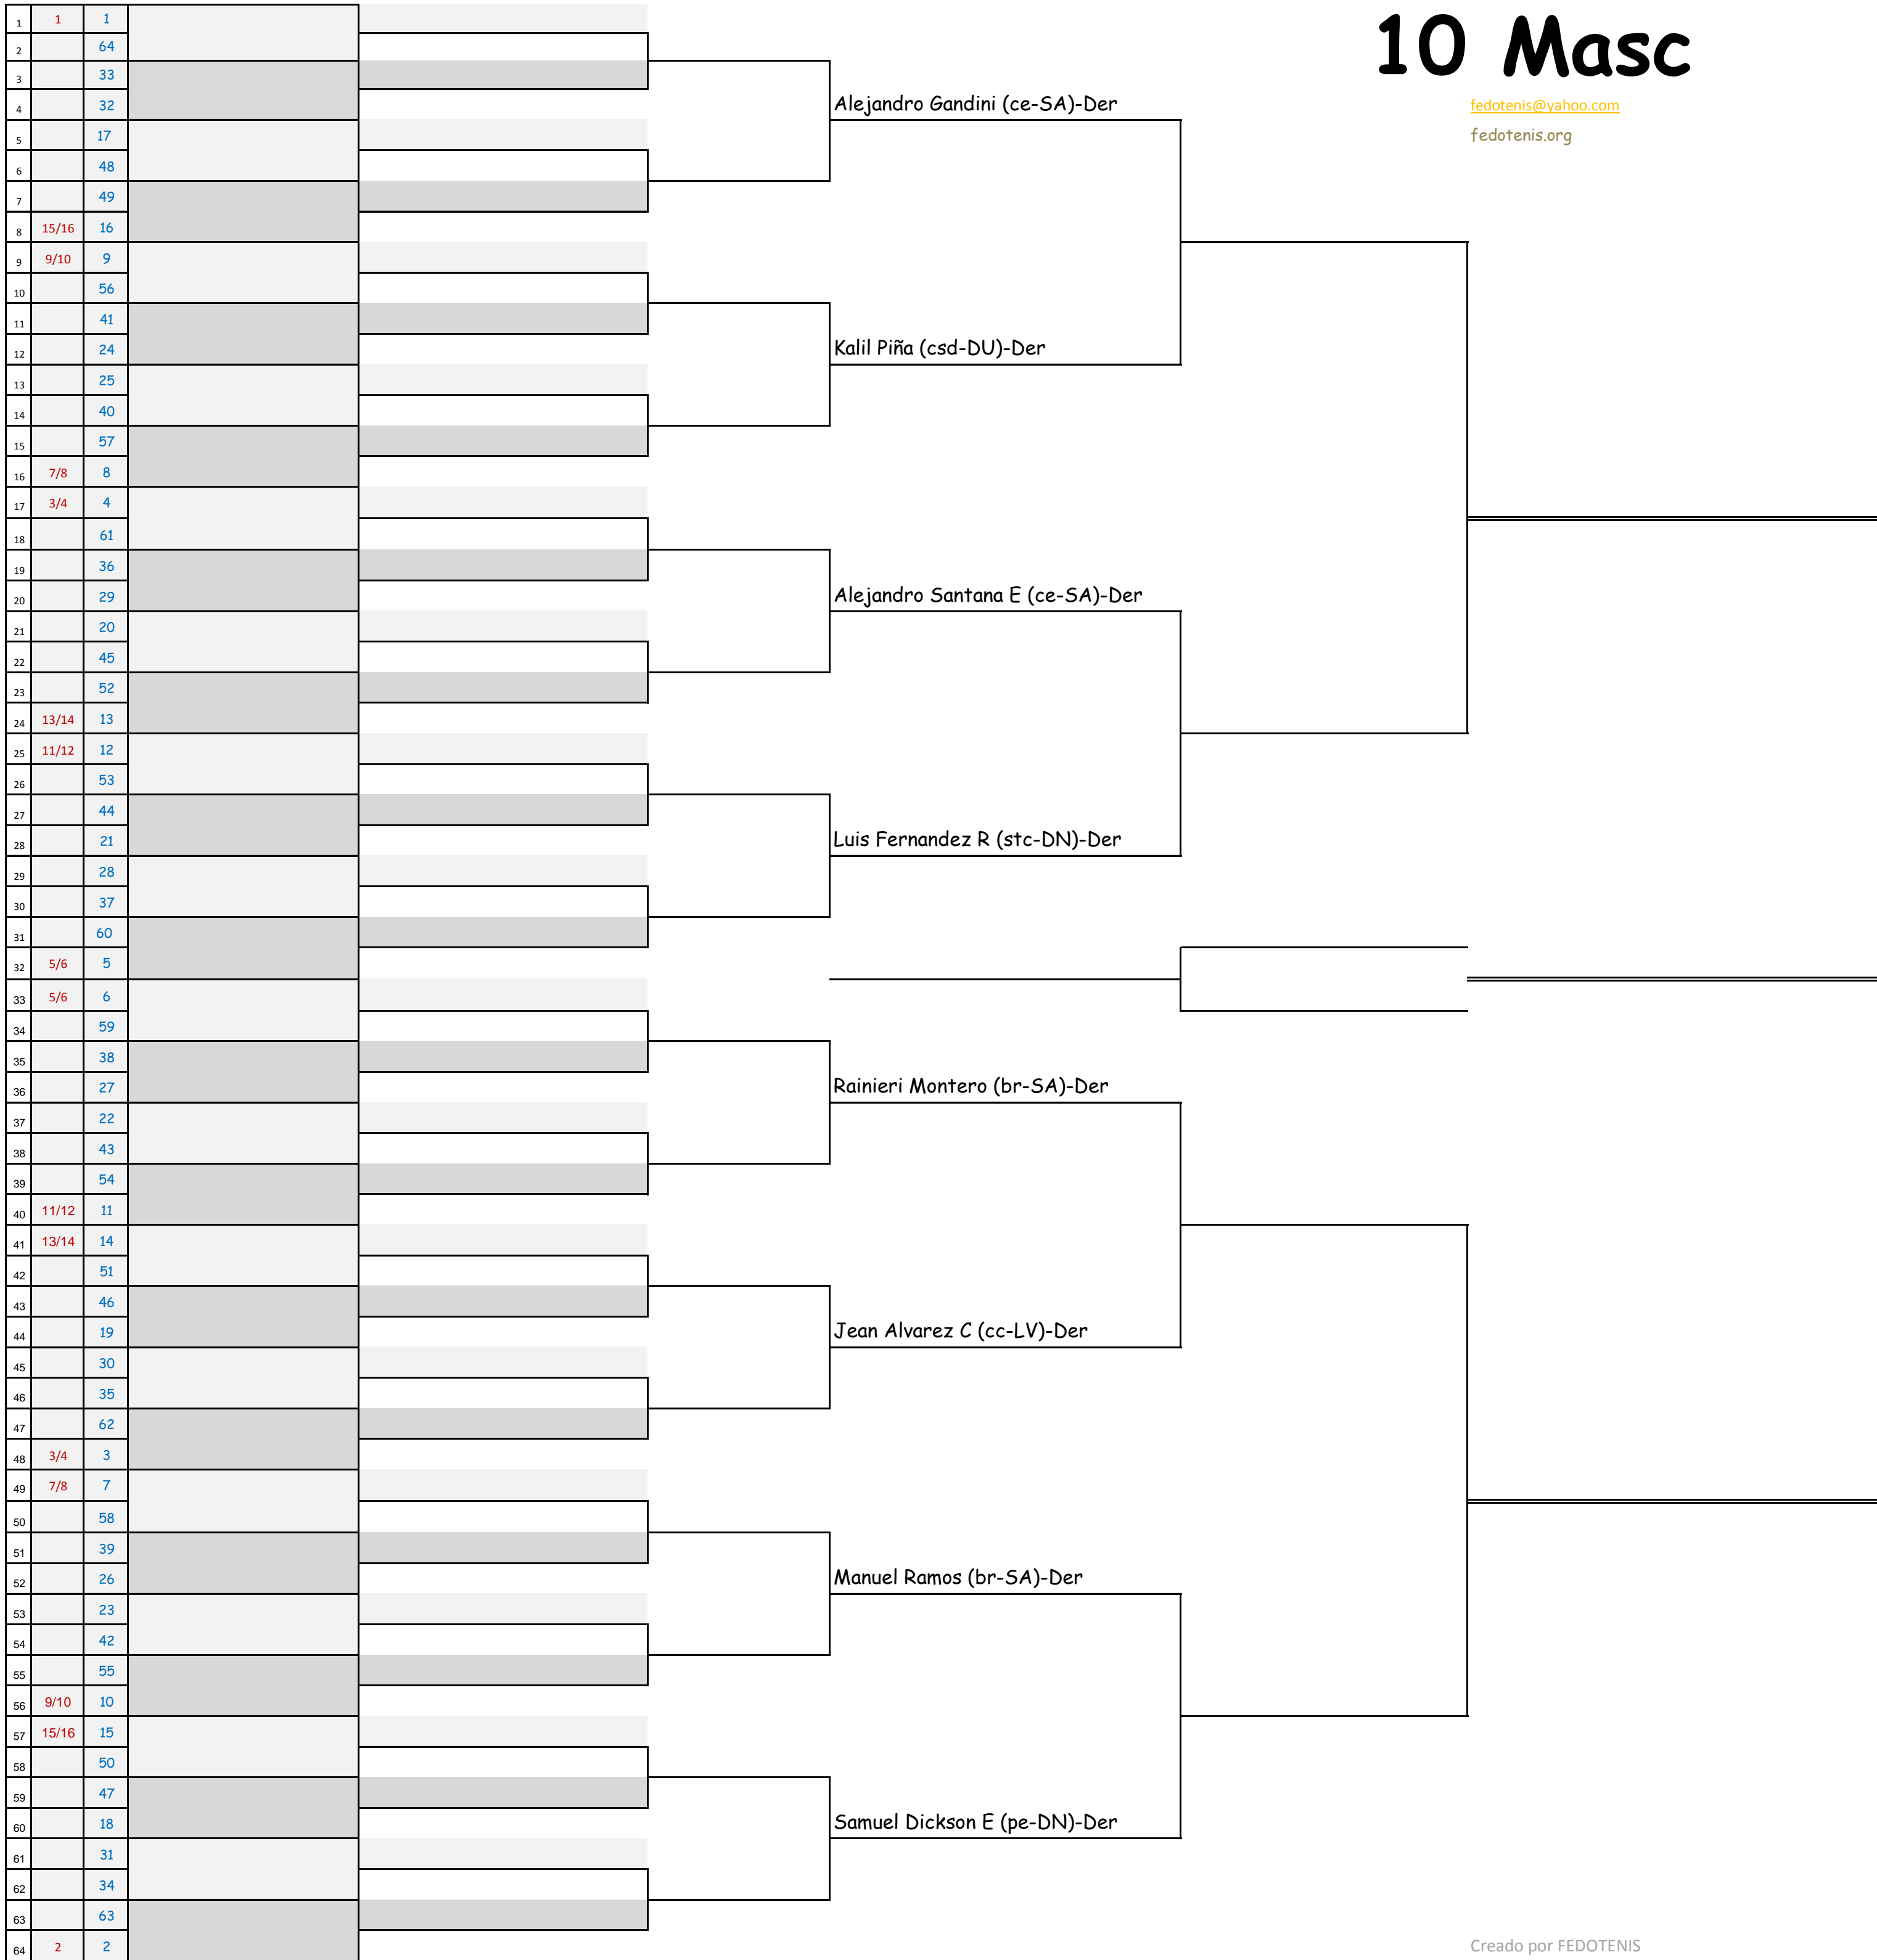 10 Masc
1 1 1
2 64
3 33
4 32 Alejandro Gandini (ce-SA)-Der fedotenis@yahoo.com
5 17 fedotenis.org
6 48
7 49
8 15/16 16
9 9/10 9
10 56
11 41
12 24 Kalil Piña (csd-DU)-Der
13 25
14 40
15 57
16 7/8 8
17 3/4 4
18 61
19 36
20 29 Alejandro Santana E (ce-SA)-Der
21 20
22 45
23 52
24 13/14 13
25 11/12 12
26 53
27 44
28 21 Luis Fernandez R (stc-DN)-Der
29 28
30 37
31 60
32 5/6 5
33 5/6 6
34 59
35 38
36 27 Rainieri Montero (br-SA)-Der
37 22
38 43
39 54
40 11/12 11
41 13/14 14
42 51
43 46
44 19 Jean Alvarez C (cc-LV)-Der
45 30
46 35
47 62
48 3/4 3
49 7/8 7
50 58
51 39
52 26 Manuel Ramos (br-SA)-Der
53 23
54 42
55 55
56 9/10 10
57 15/16 15
58 50
59 47
60 18 Samuel Dickson E (pe-DN)-Der
61 31
62 34
63 63
64 2 2 Creado por FEDOTENIS